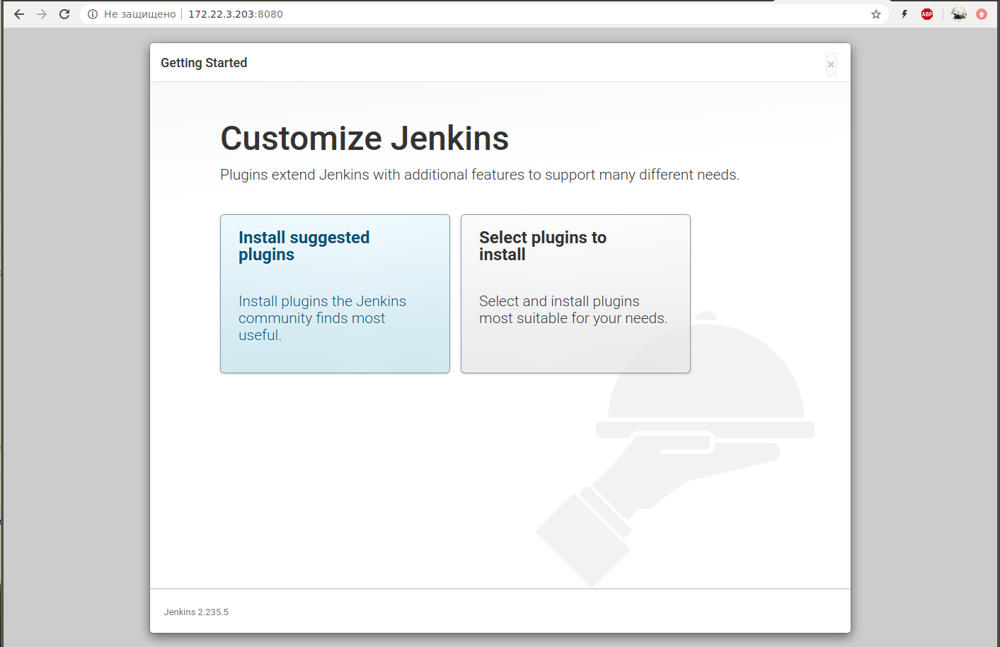 Не защищено 172.22.3.203:8080
ABP
Getting Started
×
Customize Jenkins
Plugins extend Jenkins with additional features to support many different needs.
Install suggested
plugins
Install plugins the Jenkins
community finds most
useful.
Select plugins to
install
Select and install plugins
most suitable for your needs.
Jenkins 2.235.5